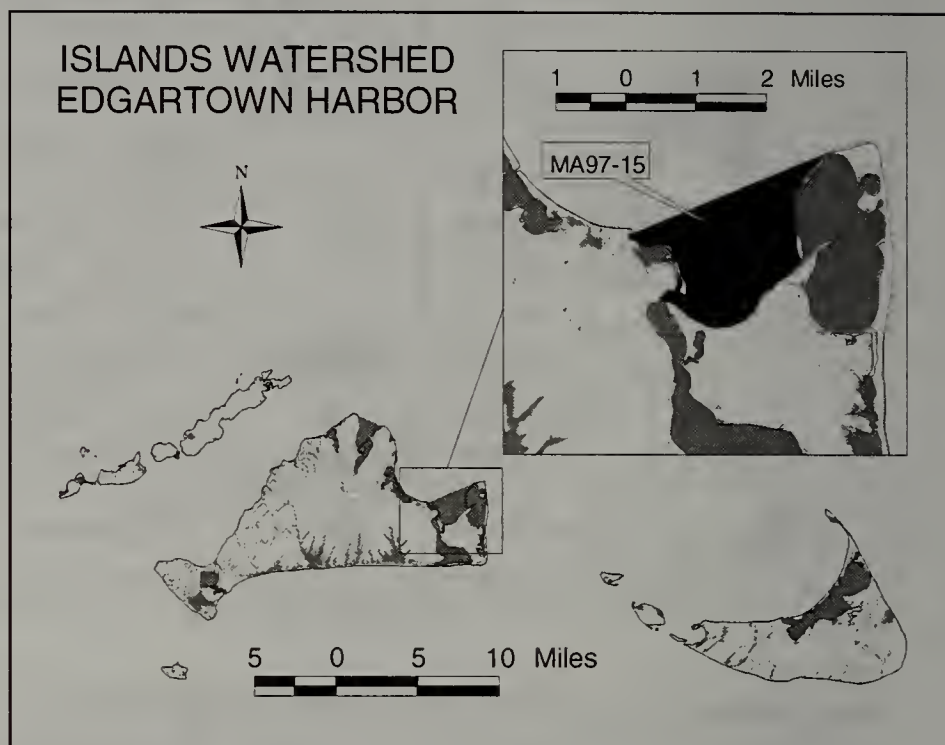 ISLANDS WATERSHED
EDGARTOWN HARBOR
1 0 1 2 Miles
MA97-15
N
5 0 5 10 Miles